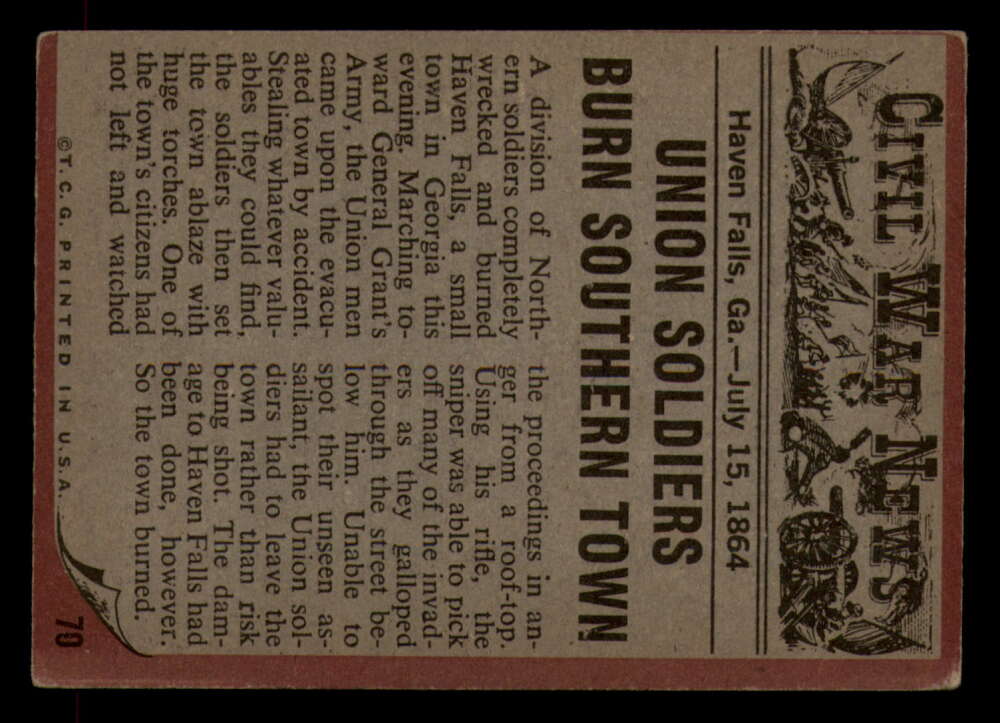 CIVIL WAR NEWS
Haven Falls, Ga.—July 15, 1864
UNION SOLDIERS
BURN SOUTHERN TOWN
A division of North-
ern soldiers completely
wrecked and burned
Haven Falls, a small
town in Georgia this
evening. Marching to-
ward General Grant's
Army, the Union men
came upon the evacu-
ated town by accident.
Stealing whatever valu-
ables they could find,
the soldiers then set
the town ablaze with
huge torches. One of
the town's citizens had
not left and watched
the proceedings in an-
ger from a roof-top.
Using his rifle, the
sniper was able to pick
off many of the invad-
ers as they galloped
through the street be-
low him. Unable to
spot their unseen as-
sailant, the Union sol-
diers had to leave the
town rather than risk
being shot. The dam-
age to Haven Falls had
been done, however.
So the town burned.
©T.C.G. PRINTED IN U.S.A.
70